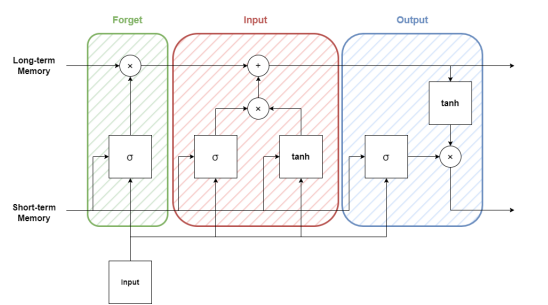 Forget
Input
Output
Long-term
Memory
×
+
×
tanh
σ
σ
tanh
σ
×
Short-term
Memory
input